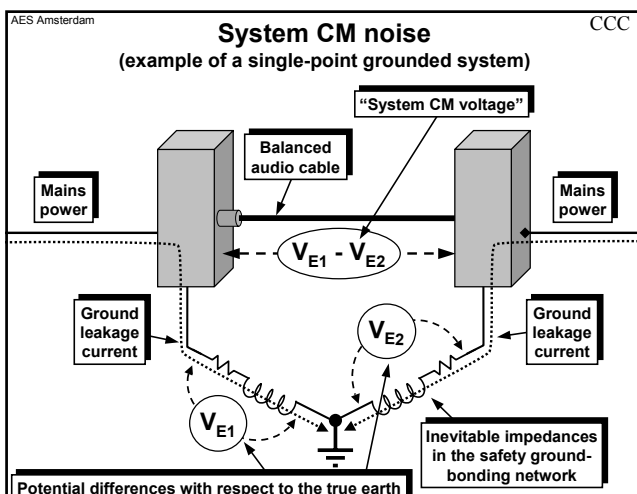 AES Amsterdam
CCC
System CM noise
(example of a single-point grounded system)
“System CM voltage”
Balanced
audio cable
Mains
power
Mains
power
VE1 - VE2
Ground
leakage
current
VE2
Ground
leakage
current
VE1
Inevitable impedances
in the safety ground-
bonding network
Potential differences with respect to the true earth